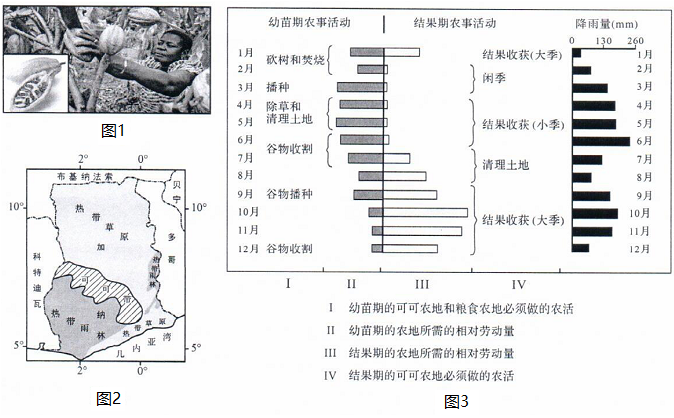 图1
2°
0°
布基纳法索
贝宁
10°
10°
热带草原
加
多哥
热带雨林
科特迪瓦
可可带
纳
热带雨林
热带草原
5°
5°
几内亚湾
2°
0°
图2
幼苗期农事活动
结果期农事活动
降雨量(mm)
0 130 260
1月
砍树和焚烧
结果收获(大季)
1月
2月
闲季
2月
3月
播种
3月
4月
除草和
清理土地
结果收获(小季)
4月
5月
5月
6月
谷物收割
6月
7月
清理土地
7月
8月
8月
9月
谷物播种
9月
10月
结果收获(大季)
10月
11月
11月
12月
谷物收割
12月
I II III IV
I 幼苗期的可可农地和粮食农地必须做的农活
II 幼苗期的农地所需的相对劳动量
III 结果期的农地所需的相对劳动量
IV 结果期的可可农地必须做的农活
图3